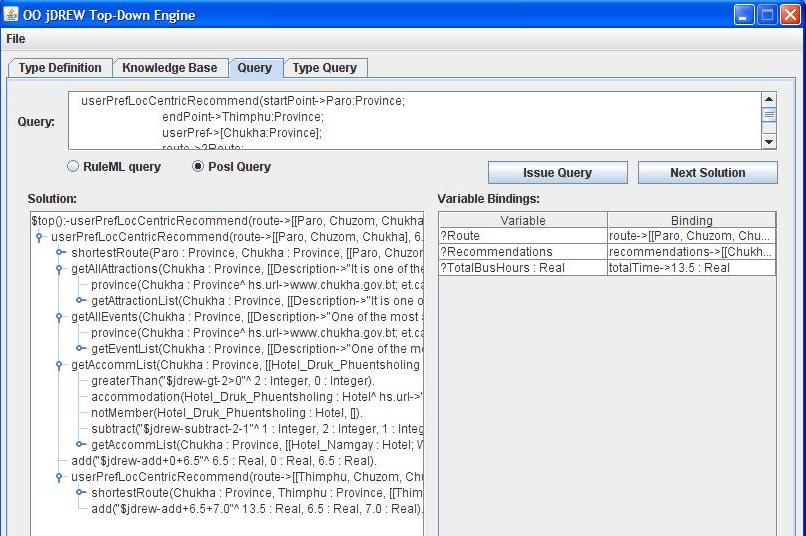 OO jDREW Top-Down Engine
File
Type Definition Knowledge Base Query Type Query
Query:
userPrefLocCentricRecommend(startPoint->Paro:Province;
endPoint->Thimphu:Province;
userPref->[Chukha:Province];
route->?Route;
RuleML query Posl Query Issue Query Next Solution
Solution:
$top():-userPrefLocCentricRecommend(route->[[Paro, Chuzom, Chukha
userPrefLocCentricRecommend(route->[[Paro, Chuzom, Chukha], 6.
shortestRoute(Paro : Province, Chukha : Province, [[Paro, Chuzom,
getAllAttractions(Chukha : Province, [[Description->"It is one of the
province(Chukha : Province^ hs.url->www.chukha.gov.bt; et.ca
getAttractionList(Chukha : Province, [[Description->"It is one o
getAllEvents(Chukha : Province, [[Description->"One of the most a
province(Chukha : Province^ hs.url->www.chukha.gov.bt; et.ca
getEventList(Chukha : Province, [[Description->"One of the mo
getAccommList(Chukha : Province, [[Hotel_Druk_Phuentsholing
greaterThan("$jdrew-gt-2>0"^ 2 : Integer, 0 : Integer).
accommodation(Hotel_Druk_Phuentsholing : Hotel^ hs.url->"
notMember(Hotel_Druk_Phuentsholing : Hotel, []).
subtract("$jdrew-subtract-2-1"^ 1 : Integer, 2 : Integer, 1 : Integ
getAccommList(Chukha : Province, [[Hotel_Namgay : Hotel; W
add("$jdrew-add+0+6.5"^ 6.5 : Real, 0 : Real, 6.5 : Real).
userPrefLocCentricRecommend(route->[[Thimphu, Chuzom, Chu
shortestRoute(Chukha : Province, Thimphu : Province, [[Thim
add("$jdrew-add+6.5+7.0"^ 13.5 : Real, 6.5 : Real, 7.0 : Real).
Variable Bindings:
Variable Binding
?Route route->[[Paro, Chuzom, Chu...
?Recommendations recommendations->[[Chukh...
?TotalBusHours : Real totalTime->13.5 : Real